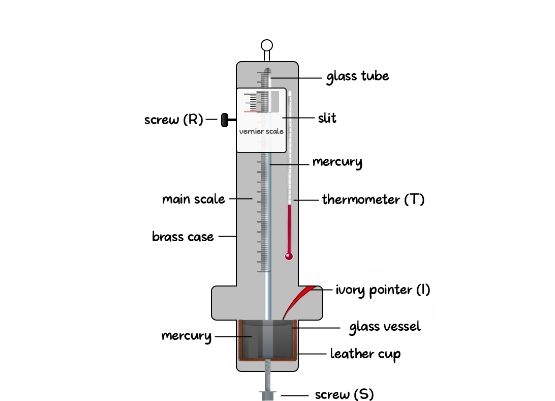 glass tube
screw (R)
slit
vernier scale
mercury
main scale
thermometer (T)
brass case
ivory pointer (I)
glass vessel
mercury
leather cup
screw (S)